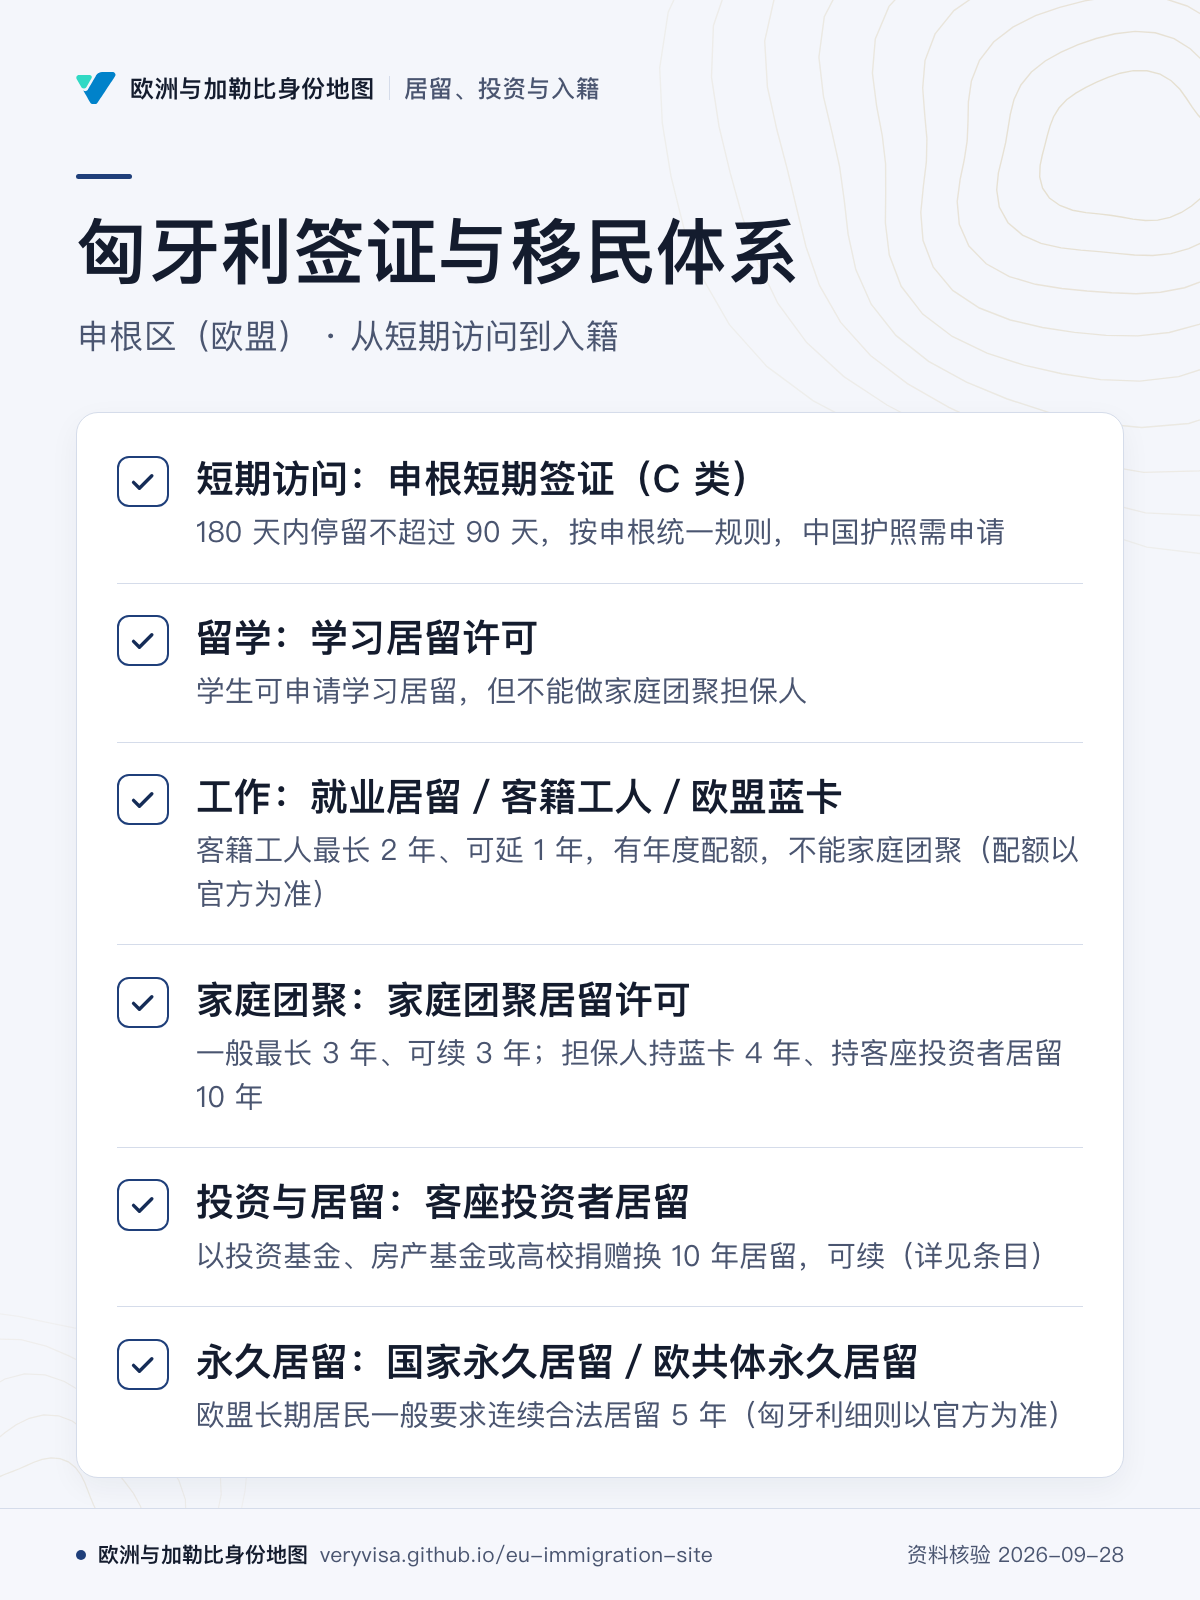 欧洲与加勒比身份地图 居留、投资与入籍
匈牙利签证与移民体系
申根区（欧盟） · 从短期访问到入籍
短期访问：申根短期签证（C 类）
180 天内停留不超过 90 天，按申根统一规则，中国护照需申请
留学：学习居留许可
学生可申请学习居留，但不能做家庭团聚担保人
工作：就业居留 / 客籍工人 / 欧盟蓝卡
客籍工人最长 2 年、可延 1 年，有年度配额，不能家庭团聚（配额以
官方为准）
家庭团聚：家庭团聚居留许可
一般最长 3 年、可续 3 年；担保人持蓝卡 4 年、持客座投资者居留
10 年
投资与居留：客座投资者居留
以投资基金、房产基金或高校捐赠换 10 年居留，可续（详见条目）
永久居留：国家永久居留 / 欧共体永久居留
欧盟长期居民一般要求连续合法居留 5 年（匈牙利细则以官方为准）
欧洲与加勒比身份地图 veryvisa.github.io/eu-immigration-site 资料核验 2026-09-28